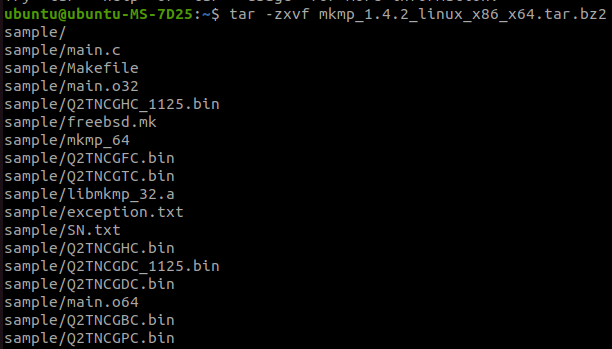 ubuntu@ubuntu-MS-7D25:~$ tar -zxvf mkmp_1.4.2_linux_x86_x64.tar.bz2
sample/
sample/main.c
sample/Makefile
sample/main.o32
sample/Q2TNCGHC_1125.bin
sample/freebsd.mk
sample/mkmp_64
sample/Q2TNCGFC.bin
sample/Q2TNCGTC.bin
sample/libmkmp_32.a
sample/exception.txt
sample/SN.txt
sample/Q2TNCGHC.bin
sample/Q2TNCGDC_1125.bin
sample/Q2TNCGDC.bin
sample/main.o64
sample/Q2TNCGBC.bin
sample/Q2TNCGPC.bin